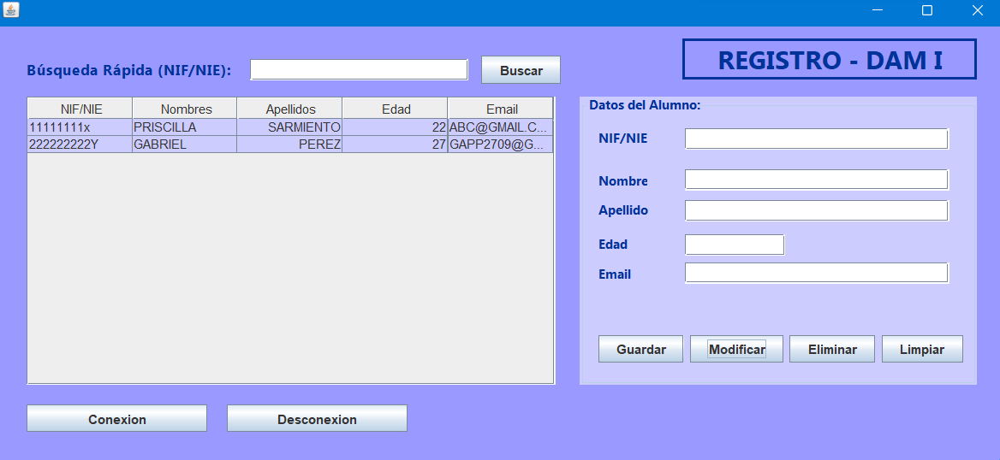 Búsqueda Rápida (NIF/NIE):
Buscar
REGISTRO - DAM I
NIF/NIE Nombres Apellidos Edad Email
11111111x PRISCILLA SARMIENTO 22 ABC@GMAIL.C...
222222222Y GABRIEL PEREZ 27 GAPP2709@G...
Datos del Alumno:
NIF/NIE
Nombre
Apellido
Edad
Email
Guardar Modificar Eliminar Limpiar
Conexion Desconexion